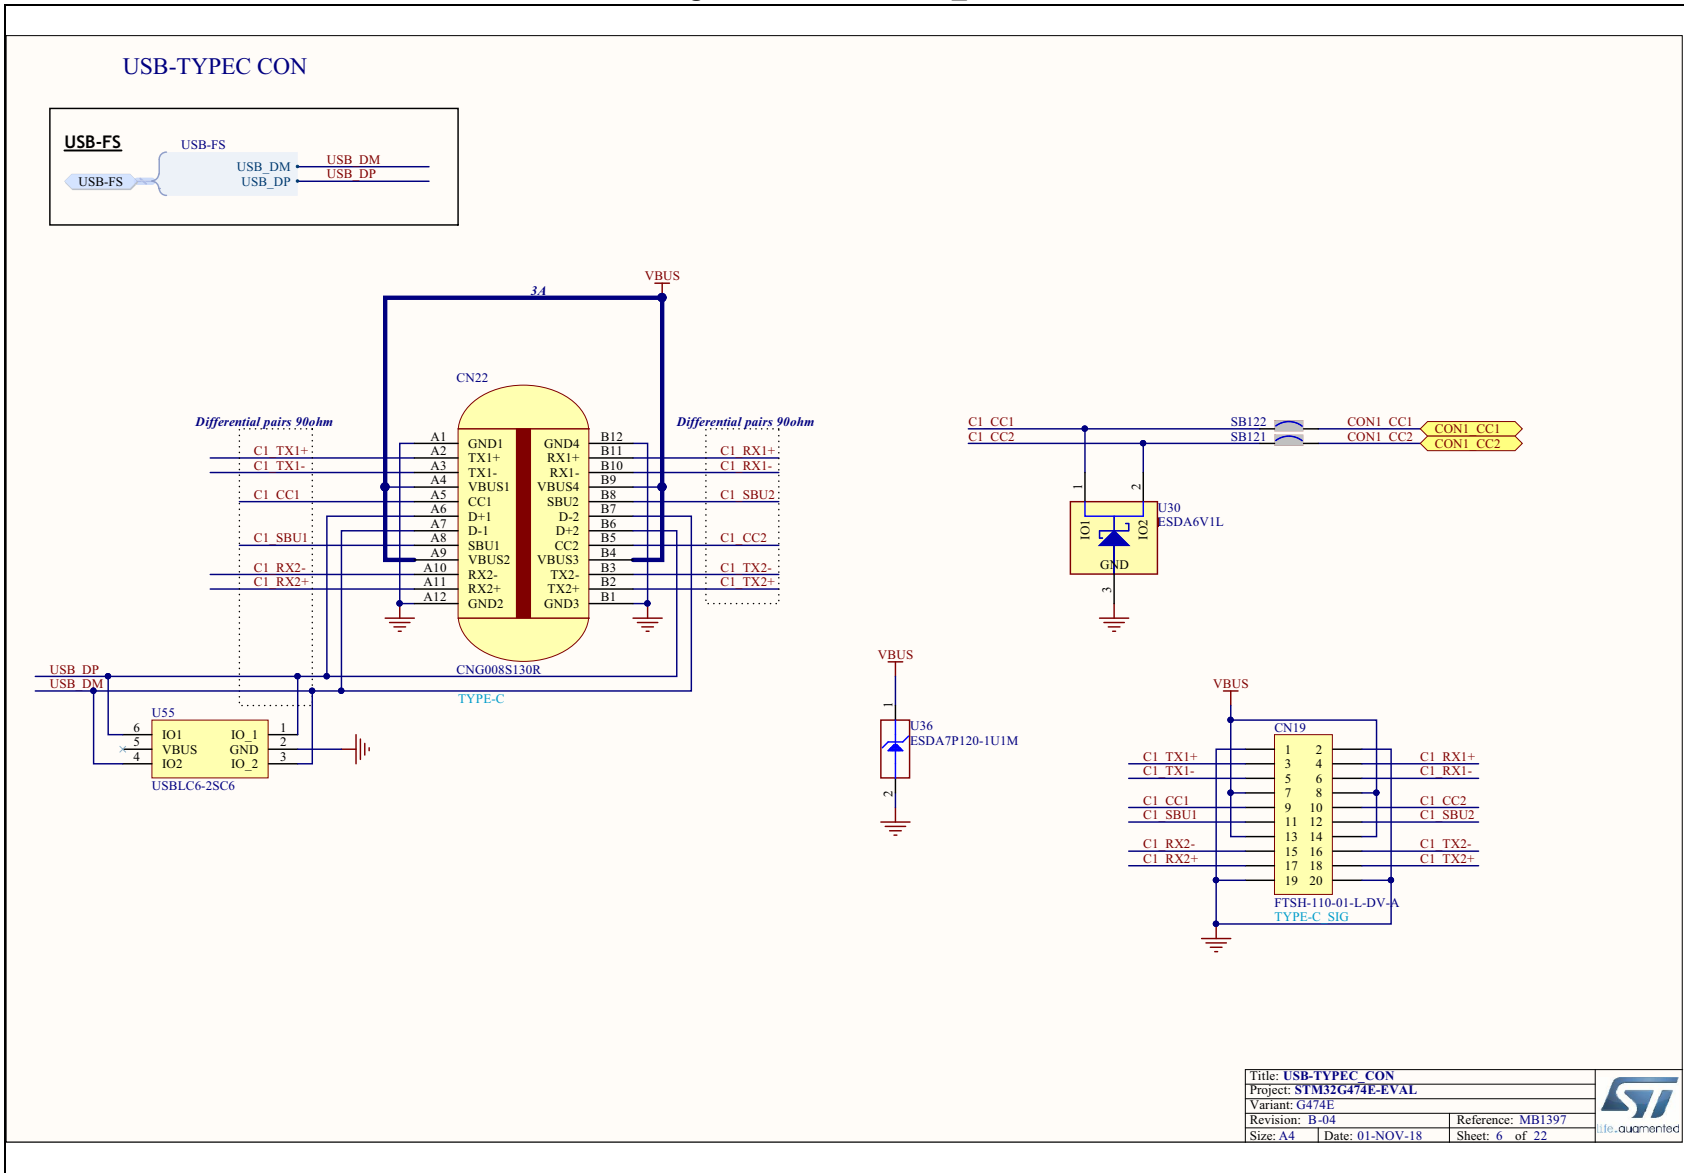 USB-TYPEC CON
USB-FS
USB-FS
USB-FS
USB_DM
USB_DP
USB_DM
USB_DP
VBUS
3A
CN22
Differential pairs 90ohm
Differential pairs 90ohm
A1 GND1 GND4 B12
C1_TX1+ A2 TX1+ RX1+ B11 C1_RX1+
C1_TX1- A3 TX1- RX1- B10 C1_RX1-
A4 VBUS1 VBUS4 B9
C1_CC1 A5 CC1 SBU2 B8 C1_SBU2
A6 D+1 D-2 B7
A7 D-1 D+2 B6
C1_SBU1 A8 SBU1 CC2 B5 C1_CC2
A9 VBUS2 VBUS3 B4
C1_RX2- A10 RX2- TX2- B3 C1_TX2-
C1_RX2+ A11 RX2+ TX2+ B2 C1_TX2+
A12 GND2 GND3 B1
CNG008S130R
TYPE-C
USB_DP
USB_DM
U55
6 IO1 IO_1 1
5 VBUS GND 2
4 IO2 IO_2 3
USBLC6-2SC6
C1_CC1 SB122 CON1_CC1 CON1_CC1
C1_CC2 SB121 CON1_CC2 CON1_CC2
1 2
IO1 IO2
GND
3
U30
ESDA6V1L
VBUS
1
U36
ESDA7P120-1U1M
2
VBUS
CN19
1 2
C1_TX1+ 3 4 C1_RX1+
C1_TX1- 5 6 C1_RX1-
7 8
C1_CC1 9 10 C1_CC2
C1_SBU1 11 12 C1_SBU2
13 14
C1_RX2- 15 16 C1_TX2-
C1_RX2+ 17 18 C1_TX2+
19 20
FTSH-110-01-L-DV-A
TYPE-C_SIG
Title: USB-TYPEC_CON
Project: STM32G474E-EVAL
Variant: G474E
Revision: B-04 Reference: MB1397
Size: A4 Date: 01-NOV-18 Sheet: 6 of 22
ST
life.augmented